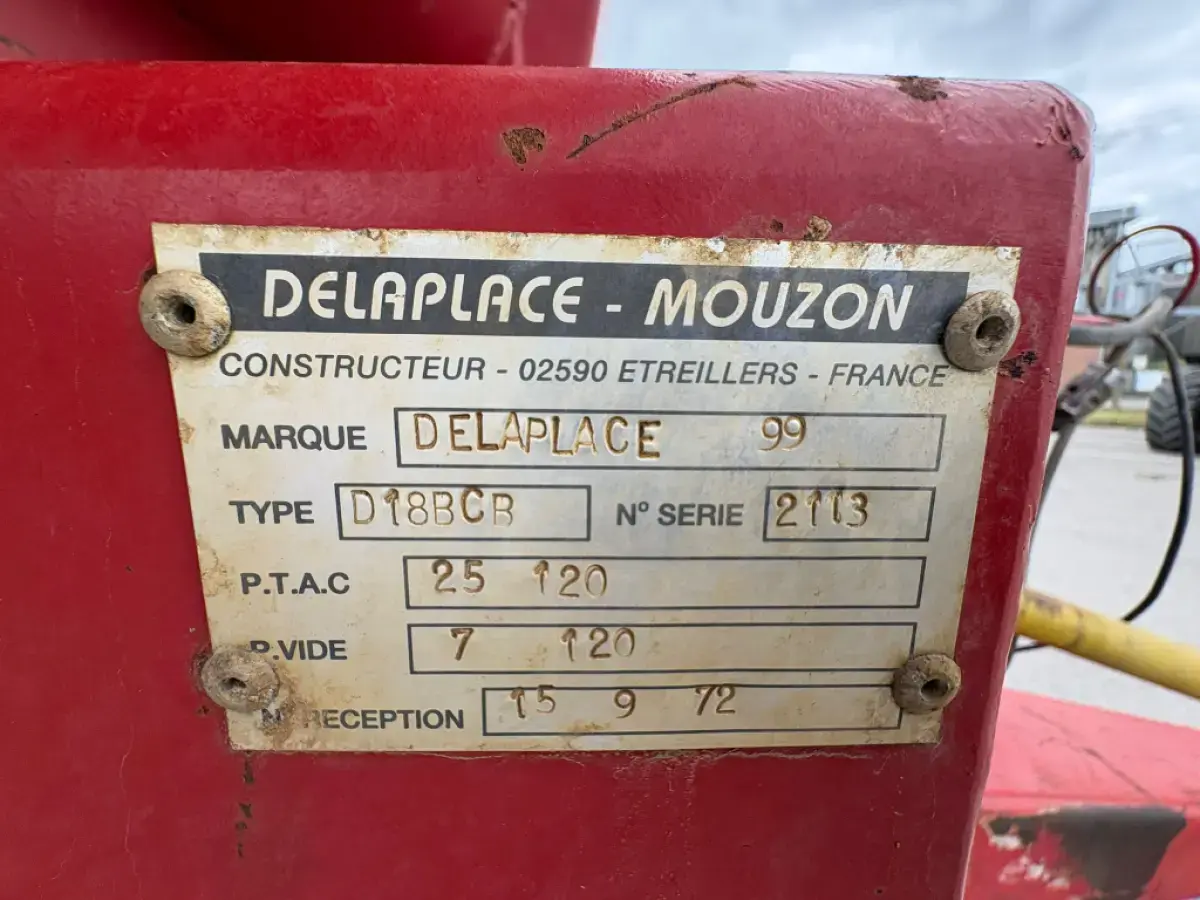 DELAPLACE - MOUZON
CONSTRUCTEUR - 02590 ETREILLERS - FRANCE
MARQUE DELAPLACE 99
TYPE D18BCB N° SERIE 2113
P.T.A.C 25 120
P.VIDE 7 120
N° RECEPTION 15 9 72